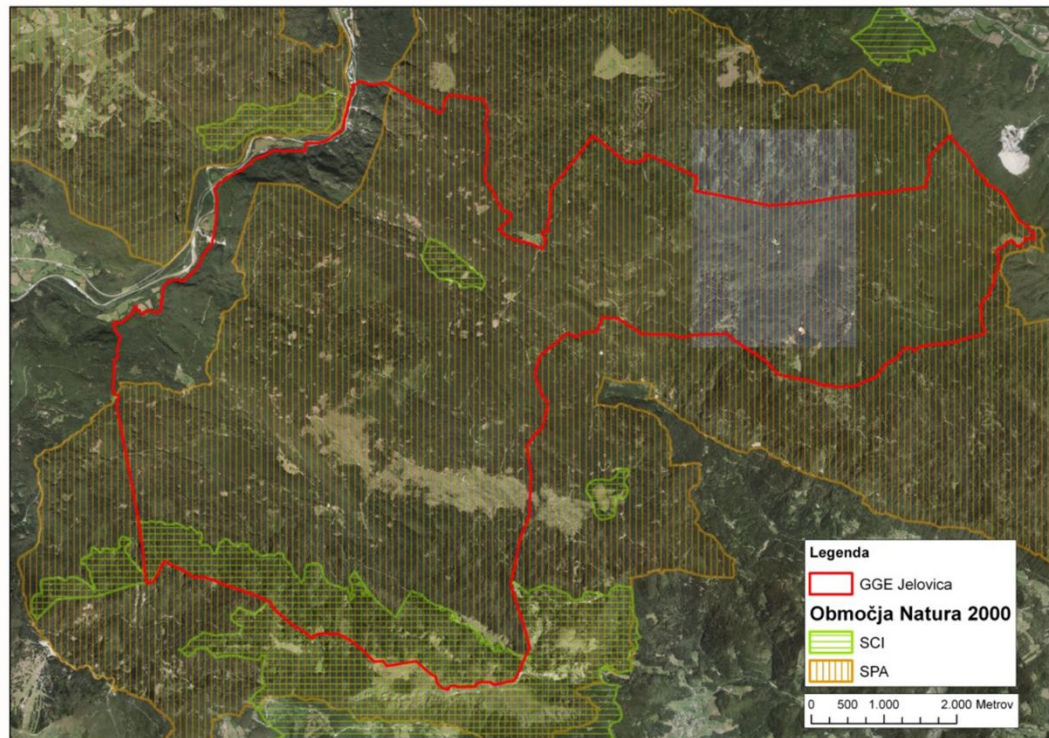 Legenda
GGE Jelovica
Območja Natura 2000
SCI
SPA
0 500 1.000 2.000 Metrov